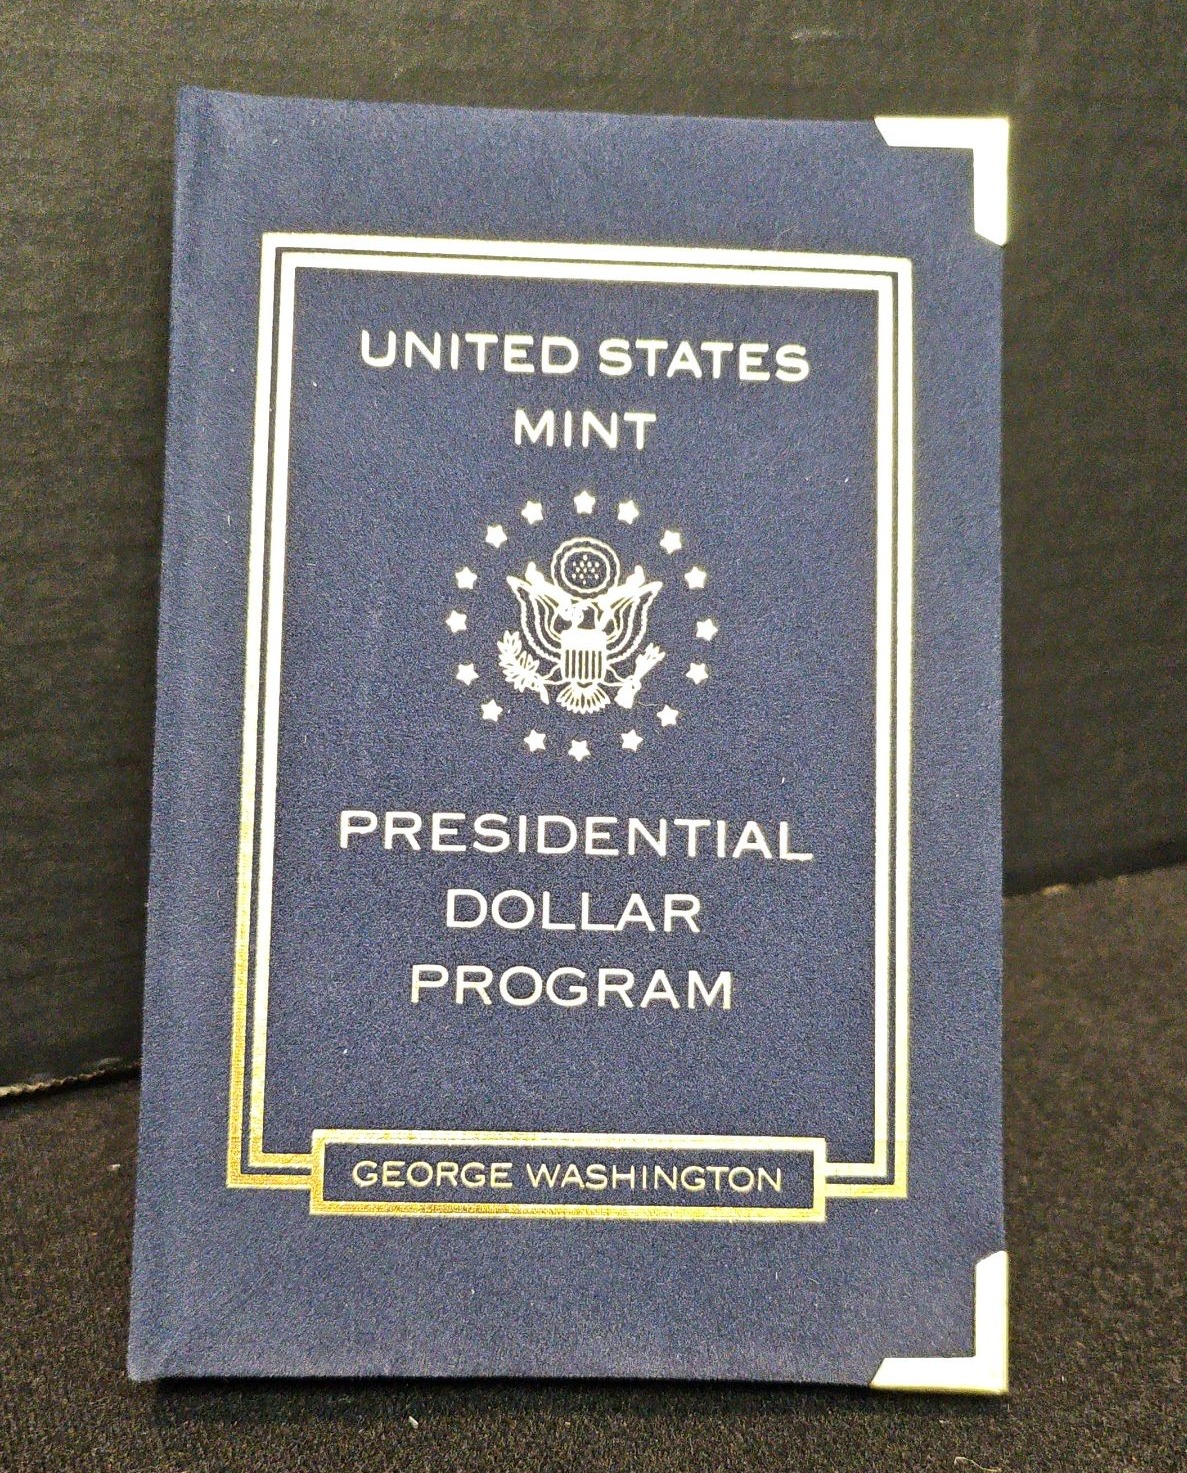 UNITED STATES
MINT
PRESIDENTIAL
DOLLAR
PROGRAM
GEORGE WASHINGTON